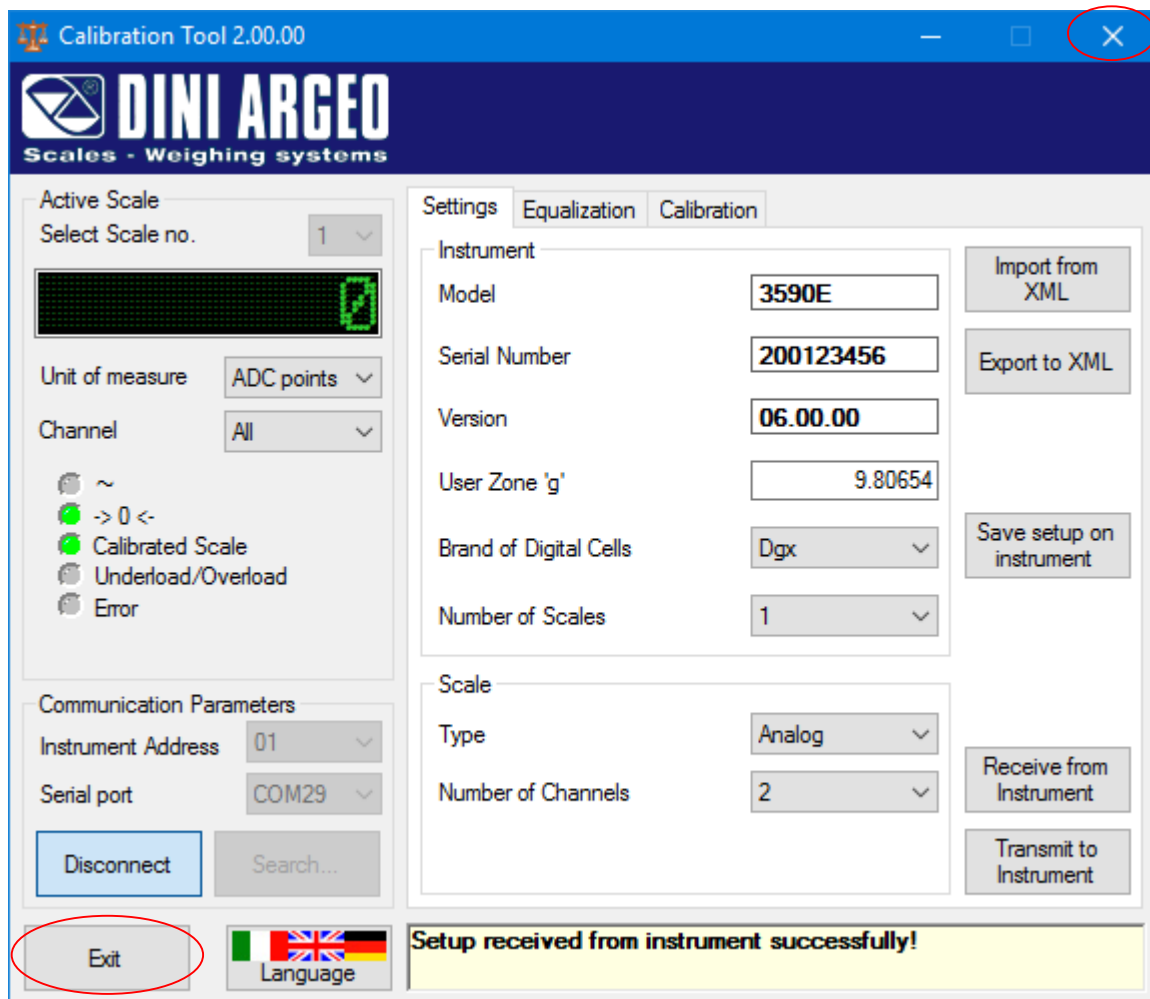 Calibration Tool 2.00.00
DINI ARGEO
Scales - Weighing systems
Active Scale
Select Scale no.
1
0
Unit of measure
ADC points
Channel
All
~
-> 0 <-
Calibrated Scale
Underload/Overload
Error
Communication Parameters
Instrument Address
01
Serial port
COM29
Disconnect
Search...
Exit
Language
Settings
Equalization
Calibration
Instrument
Model
3590E
Serial Number
200123456
Version
06.00.00
User Zone 'g'
9.80654
Brand of Digital Cells
Dgx
Number of Scales
1
Scale
Type
Analog
Number of Channels
2
Import from
XML
Export to XML
Save setup on
instrument
Receive from
Instrument
Transmit to
Instrument
Setup received from instrument successfully!